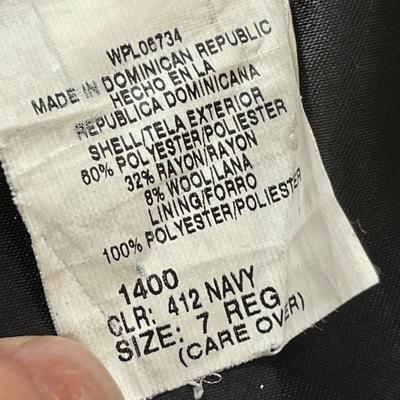 WPL06734
MADE IN DOMINICAN REPUBLIC
HECHO EN LA
REPUBLICA DOMINICANA
SHELL/TELA EXTERIOR
60% POLYESTER/POLIESTER
32% RAYON/RAYON
8% WOOL/LANA
LINING/FORRO
100% POLYESTER/POLIESTER
1400
CLR: 412 NAVY
SIZE: 7 REG
(CARE OVER)